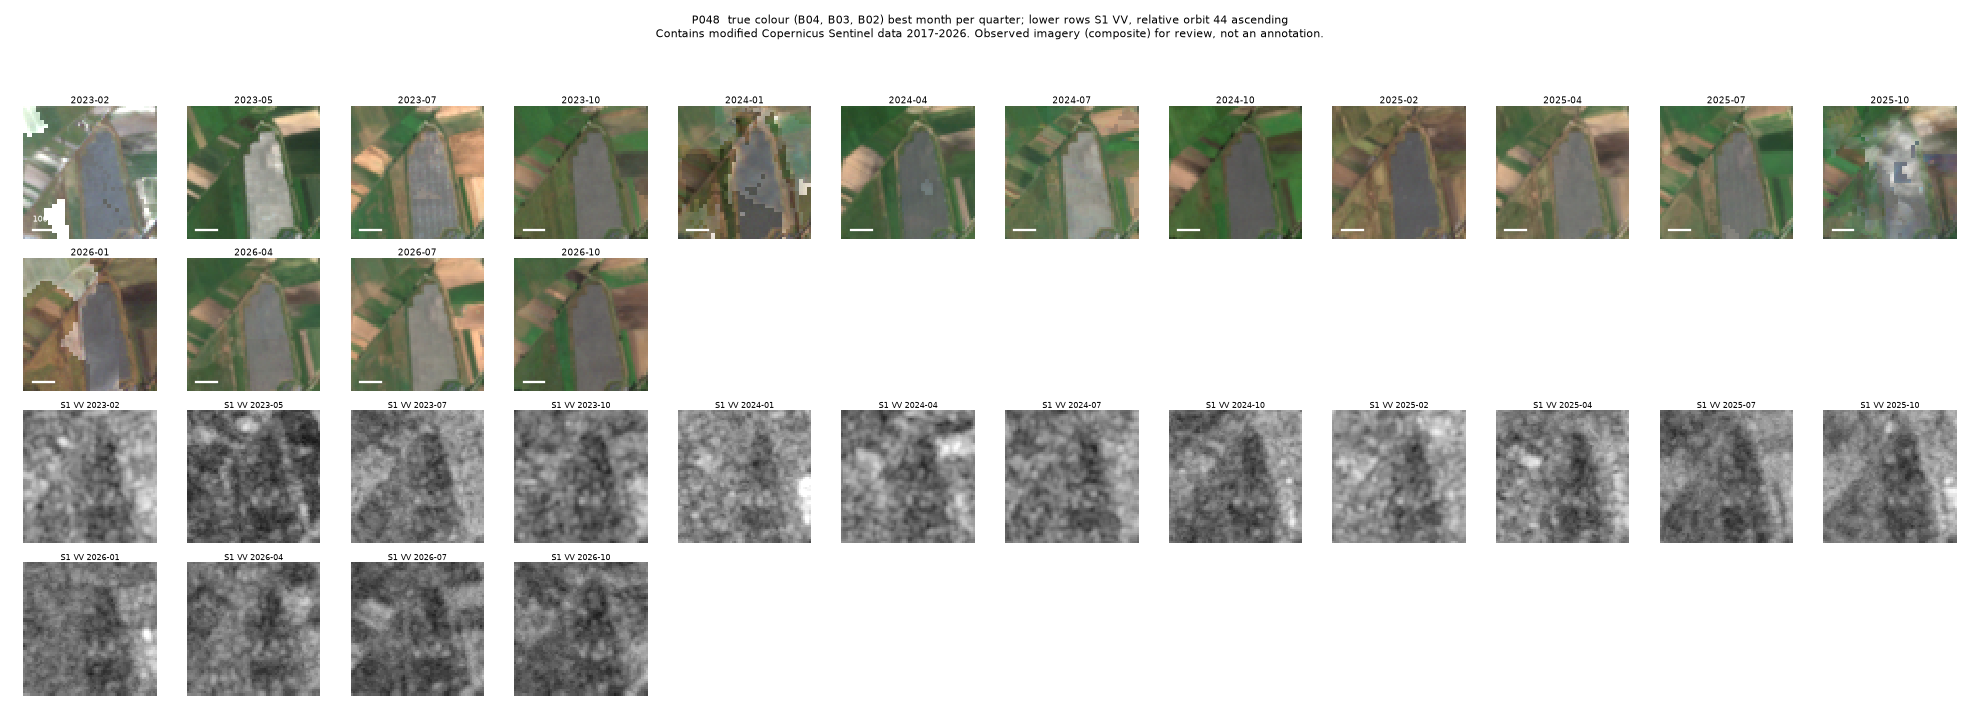 P048  true colour (B04, B03, B02) best month per quarter; lower rows S1 VV, relative orbit 44 ascending
Contains modified Copernicus Sentinel data 2017-2026. Observed imagery (composite) for review, not an annotation.
2023-02 2023-05 2023-07 2023-10 2024-01 2024-04 2024-07 2024-10 2025-02 2025-04 2025-07 2025-10
2026-01 2026-04 2026-07 2026-10
S1 VV 2023-02 S1 VV 2023-05 S1 VV 2023-07 S1 VV 2023-10 S1 VV 2024-01 S1 VV 2024-04 S1 VV 2024-07 S1 VV 2024-10 S1 VV 2025-02 S1 VV 2025-04 S1 VV 2025-07 S1 VV 2025-10
S1 VV 2026-01 S1 VV 2026-04 S1 VV 2026-07 S1 VV 2026-10